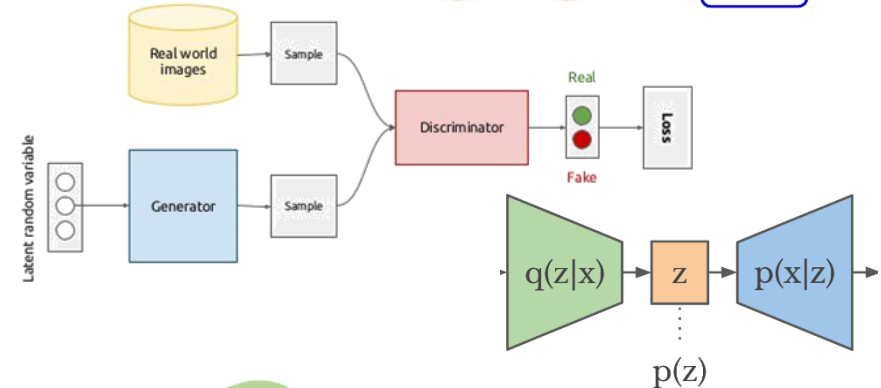 Real world
images
Sample
Real
Discriminator
Loss
Fake
Latent random variable
Generator
Sample
q(z|x)
z
p(x|z)
p(z)